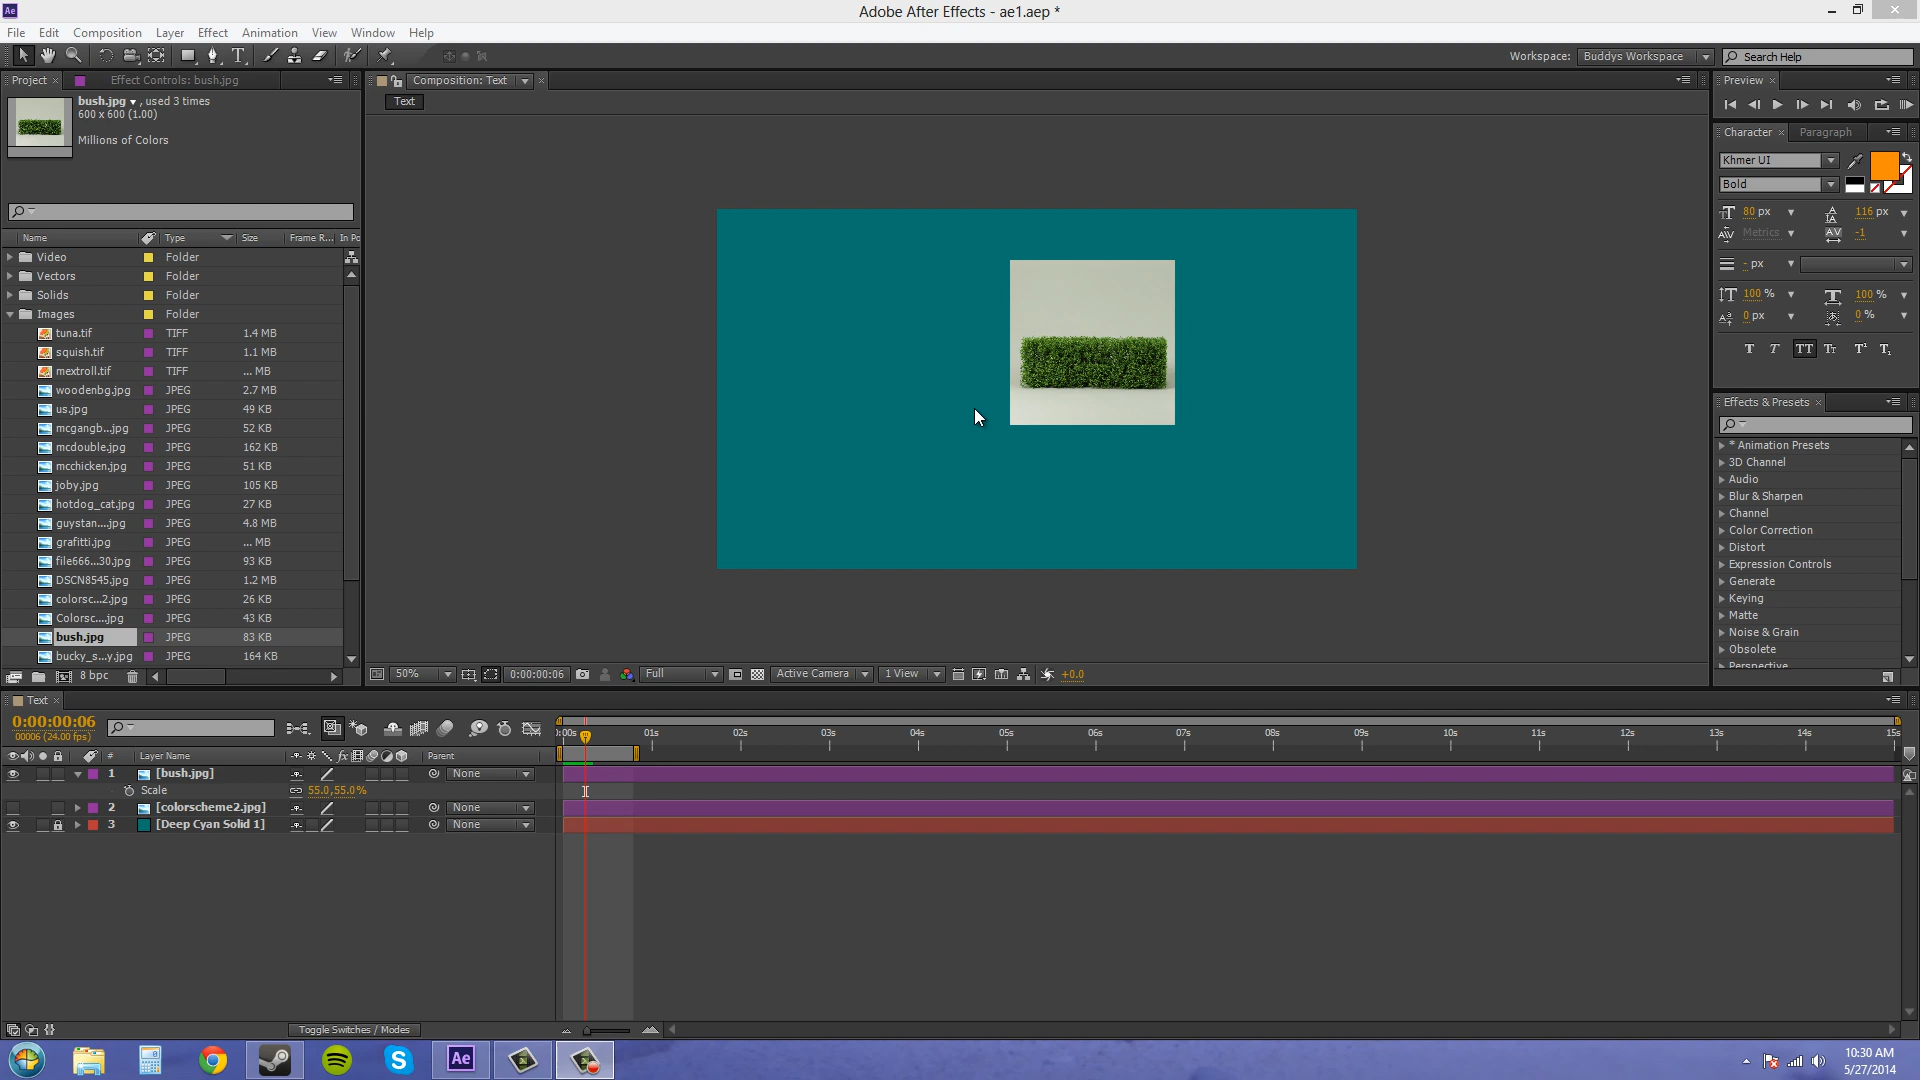 Ae Adobe After Effects - ae1.aep *
File Edit Composition Layer Effect Animation View Window Help
Workspace: Buddys Workspace Search Help
Project Effect Controls: bush.jpg Composition: Text Preview
Text
bush.jpg , used 3 times
600 x 600 (1.00)
Millions of Colors
Character Paragraph
Khmer UI
Bold
80 px 116 px
Metrics -1
- px
100 % 100 %
0 px 0 %
T T TT Tt T¹ T₁
Name Type Size Frame R... In Po
Video Folder
Vectors Folder
Solids Folder
Images Folder
tuna.tif TIFF 1.4 MB
squish.tif TIFF 1.1 MB
mextroll.tif TIFF ... MB
woodenbg.jpg JPEG 2.7 MB
us.jpg JPEG 49 KB
mcgangb...jpg JPEG 52 KB
mcdouble.jpg JPEG 162 KB
mcchicken.jpg JPEG 51 KB
joby.jpg JPEG 105 KB
hotdog_cat.jpg JPEG 27 KB
guystan....jpg JPEG 4.8 MB
grafitti.jpg JPEG ... MB
file666...30.jpg JPEG 93 KB
DSCN8545.jpg JPEG 1.2 MB
colorsc...2.jpg JPEG 26 KB
Colorsc....jpg JPEG 43 KB
bush.jpg JPEG 83 KB
bucky_s...y.jpg JPEG 164 KB
8 bpc
Effects & Presets
* Animation Presets
3D Channel
Audio
Blur & Sharpen
Channel
Color Correction
Distort
Expression Controls
Generate
Keying
Matte
Noise & Grain
Obsolete
Perspective
50% 0:00:00:06 Full Active Camera 1 View +0.0
Text
0:00:00:06
00006 (24.00 fps)
:00s 01s 02s 03s 04s 05s 06s 07s 08s 09s 10s 11s 12s 13s 14s 15s
# Layer Name fx Parent
1 [bush.jpg] None
Scale 55.0,55.0%
2 [colorscheme2.jpg] None
3 [Deep Cyan Solid 1] None
Toggle Switches / Modes
Ae
10:30 AM
5/27/2014